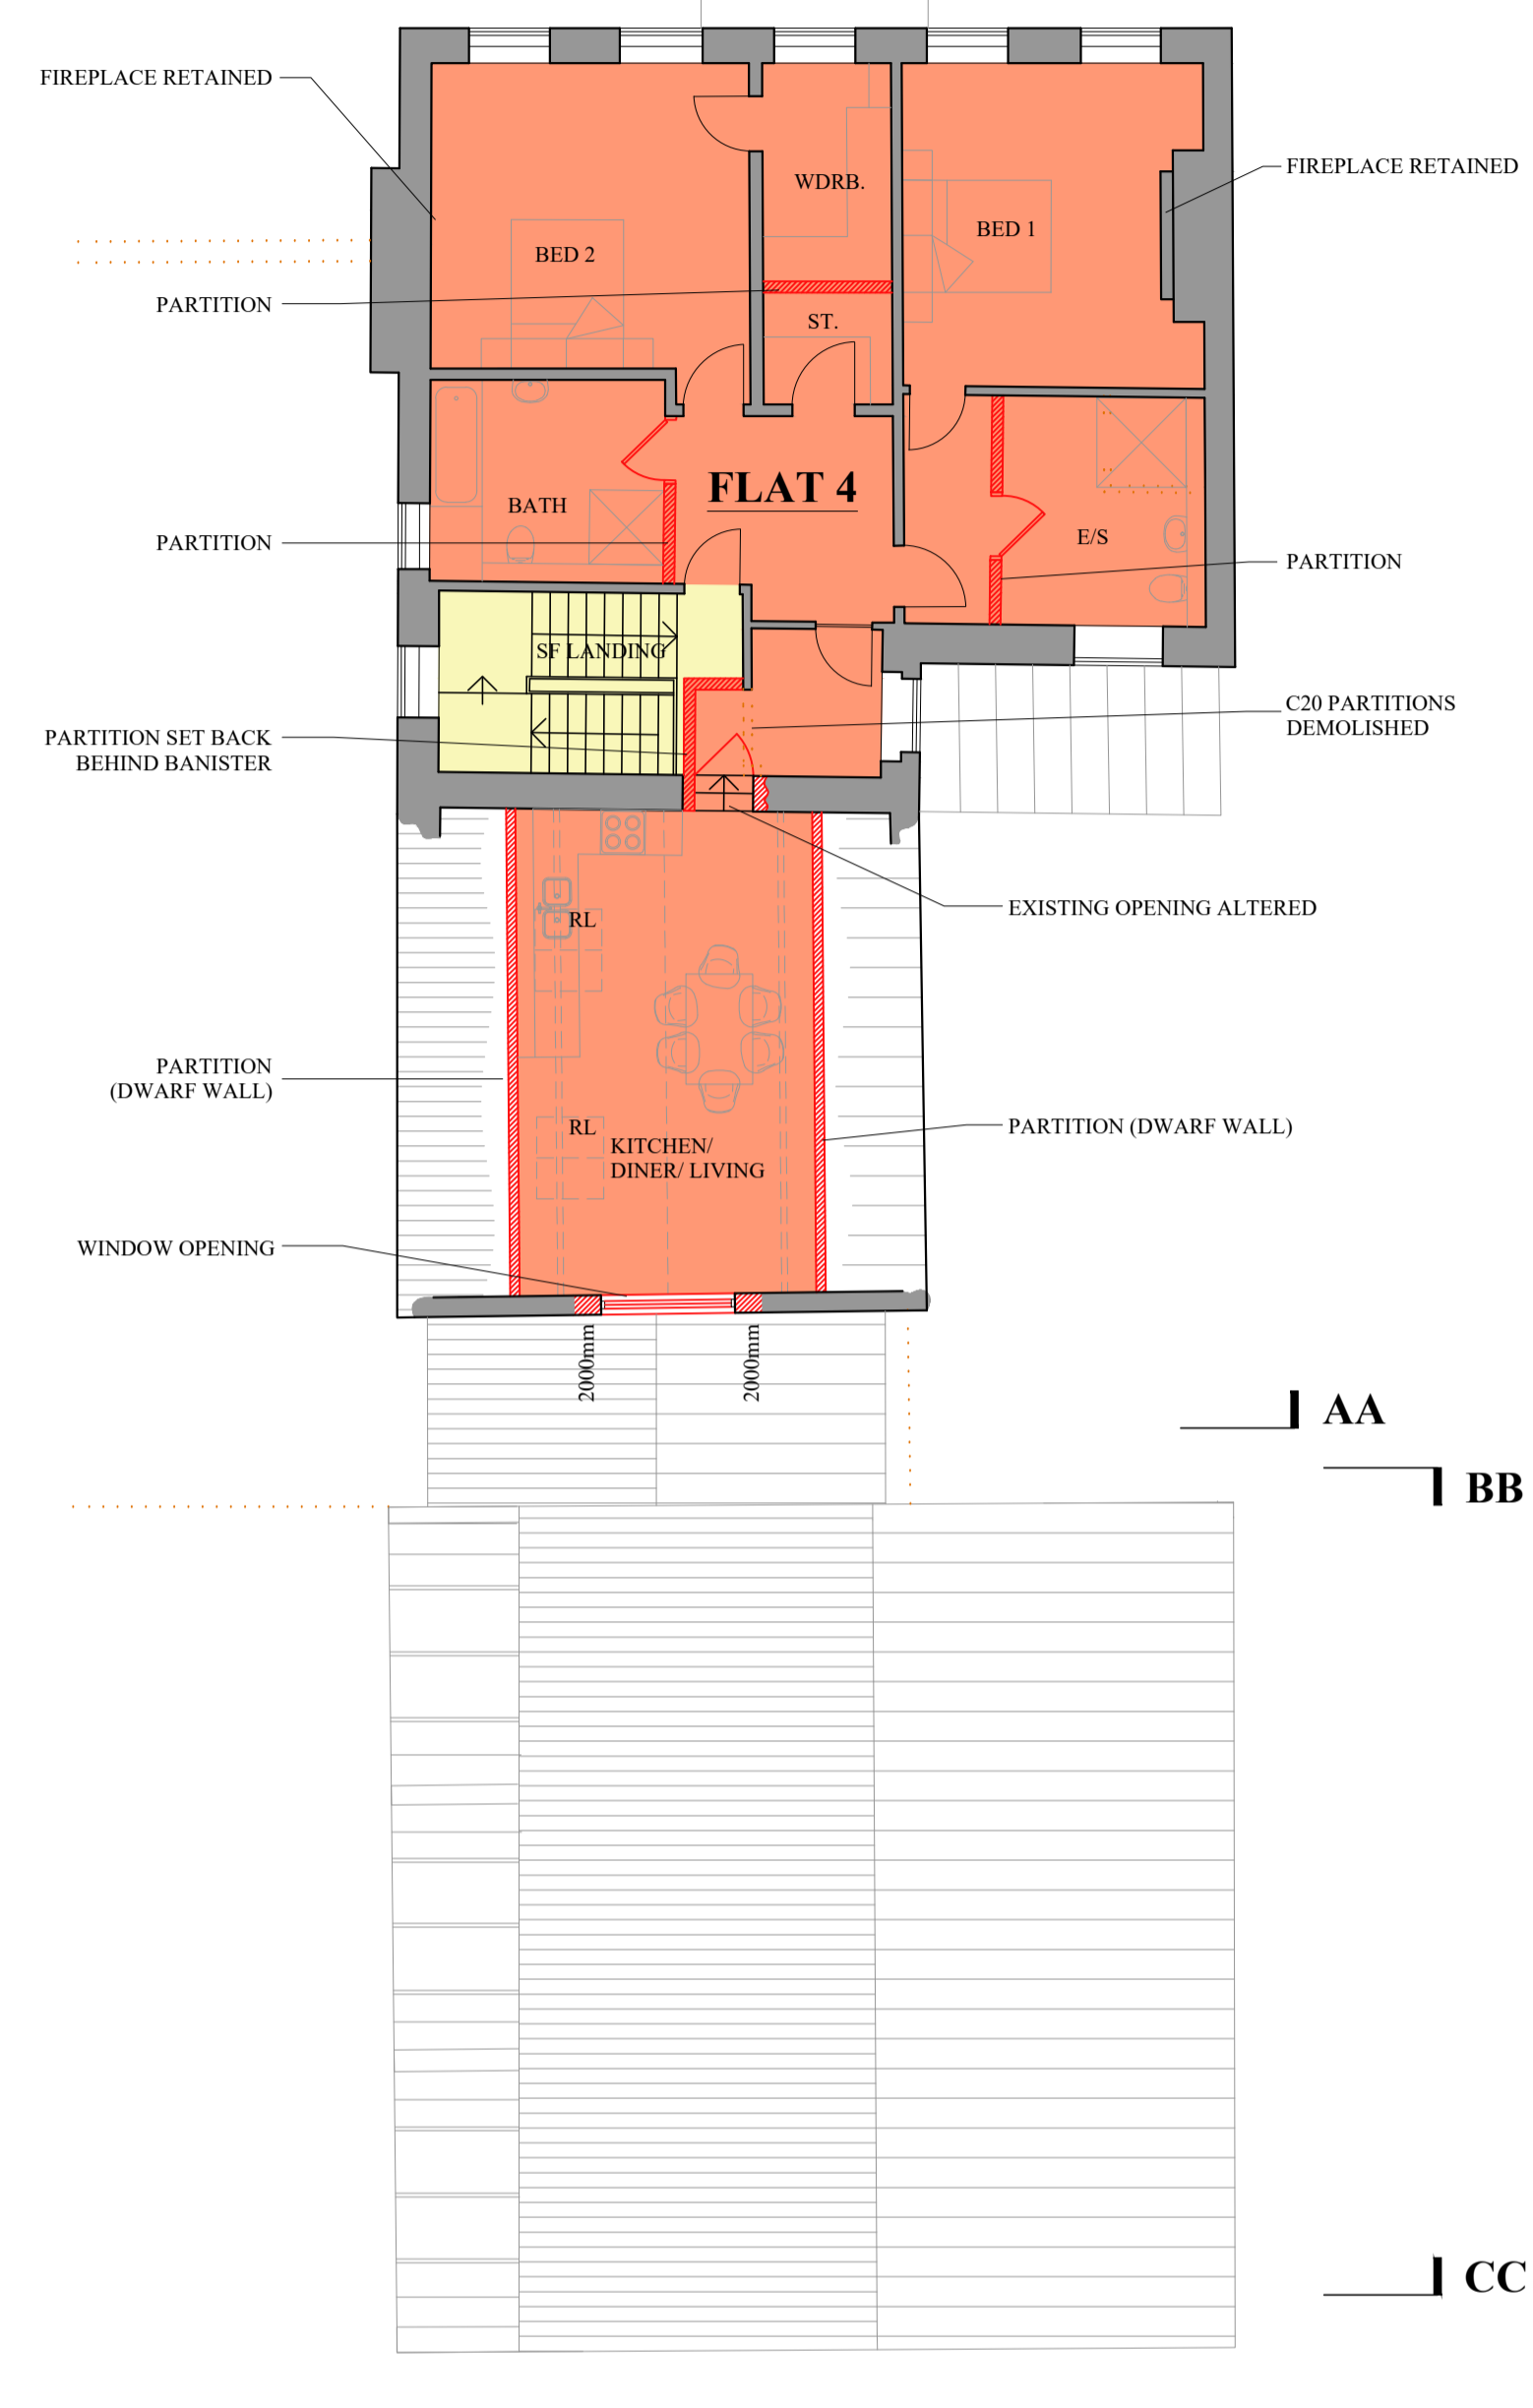 FIREPLACE RETAINED
FIREPLACE RETAINED
WDRB.
BED 1
BED 2
PARTITION
ST.
FLAT 4
BATH
E/S
PARTITION
PARTITION
SF LANDING
C20 PARTITIONS
DEMOLISHED
PARTITION SET BACK
BEHIND BANISTER
EXISTING OPENING ALTERED
RL
PARTITION
(DWARF WALL)
RL
PARTITION (DWARF WALL)
KITCHEN/
DINER/ LIVING
WINDOW OPENING
2000mm
2000mm
AA
BB
CC